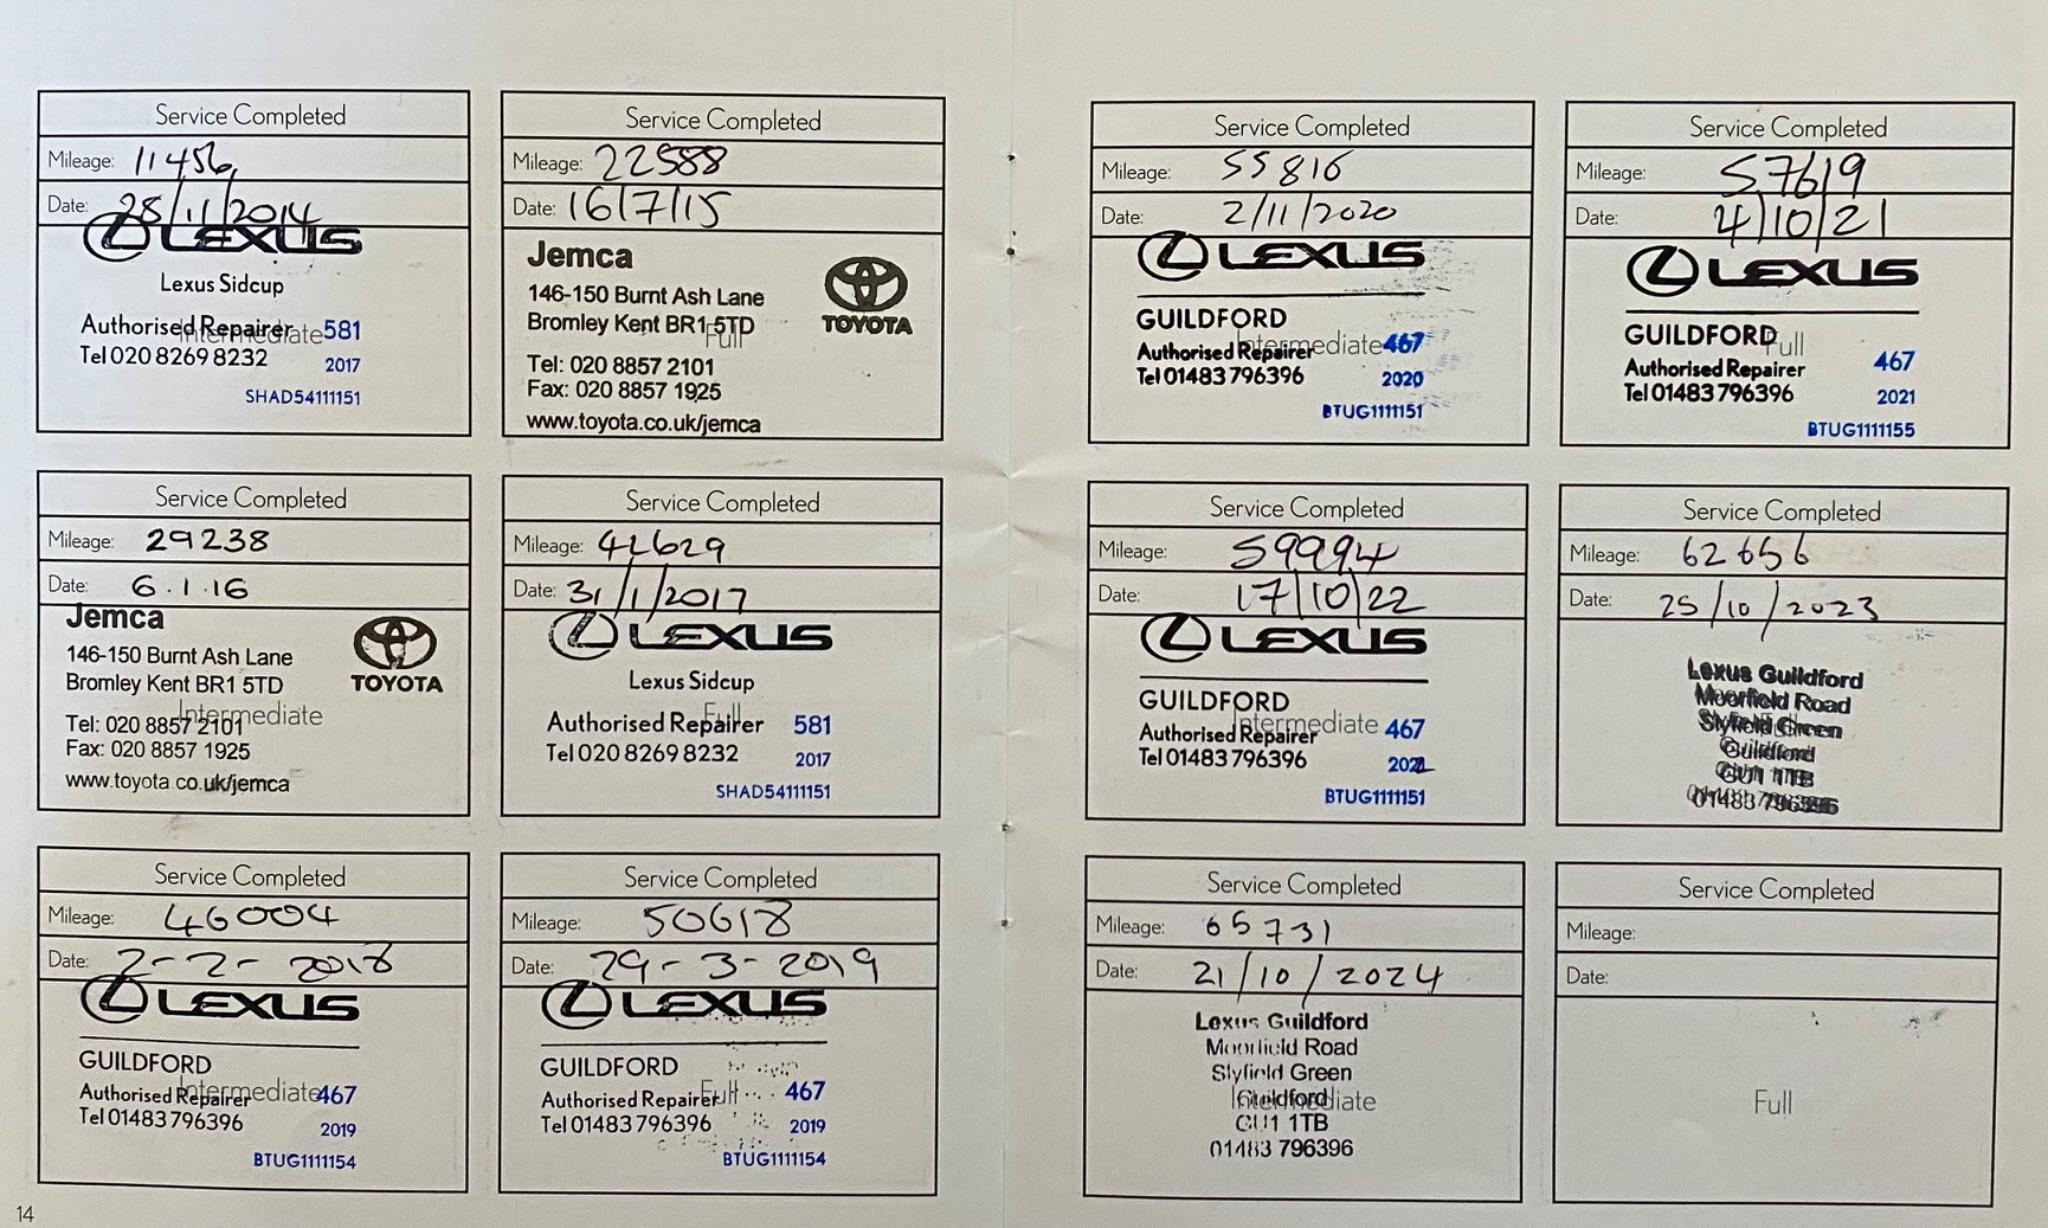 Service Completed
Mileage: 11456
Date: 28/11/2014
LEXUS
Lexus Sidcup
Intermediate
Authorised Repairer 581
Tel 020 8269 8232 2017
SHAD54111151
Service Completed
Mileage: 22588
Date: 16/7/15
Jemca
146-150 Burnt Ash Lane
Bromley Kent BR1 5TD
TOYOTA
Full
Tel: 020 8857 2101
Fax: 020 8857 1925
www.toyota.co.uk/jemca
Service Completed
Mileage: 29238
Date: 6.1.16
Jemca
146-150 Burnt Ash Lane
Bromley Kent BR1 5TD
TOYOTA
Intermediate
Tel: 020 8857 2101
Fax: 020 8857 1925
www.toyota.co.uk/jemca
Service Completed
Mileage: 42629
Date: 31/1/2017
LEXUS
Lexus Sidcup
Full
Authorised Repairer 581
Tel 020 8269 8232 2017
SHAD54111151
Service Completed
Mileage: 46004
Date: 2-2-2018
LEXUS
GUILDFORD
Intermediate
Authorised Repairer 467
Tel 01483 796396 2019
BTUG1111154
Service Completed
Mileage: 50618
Date: 29-3-2019
LEXUS
GUILDFORD
Full
Authorised Repairer 467
Tel 01483 796396 2019
BTUG1111154
14
Service Completed
Mileage: 55816
Date: 2/11/2020
LEXUS
GUILDFORD
Intermediate
Authorised Repairer 467
Tel 01483 796396 2020
BTUG1111151
Service Completed
Mileage: 57619
Date: 4/10/21
LEXUS
GUILDFORD
Full
Authorised Repairer 467
Tel 01483 796396 2021
BTUG1111155
Service Completed
Mileage: 59994
Date: 17/10/22
LEXUS
GUILDFORD
Intermediate
Authorised Repairer 467
Tel 01483 796396 2022
BTUG1111151
Service Completed
Mileage: 62656
Date: 25/10/2023
Lexus Guildford
Moorfield Road
Slyfield Green
Guildford
GU1 1TB
01483 796396
Service Completed
Mileage: 65731
Date: 21/10/2024
Lexus Guildford
Moorfield Road
Slyfield Green
Guildford
Intermediate
GU1 1TB
01483 796396
Service Completed
Mileage:
Date:
Full